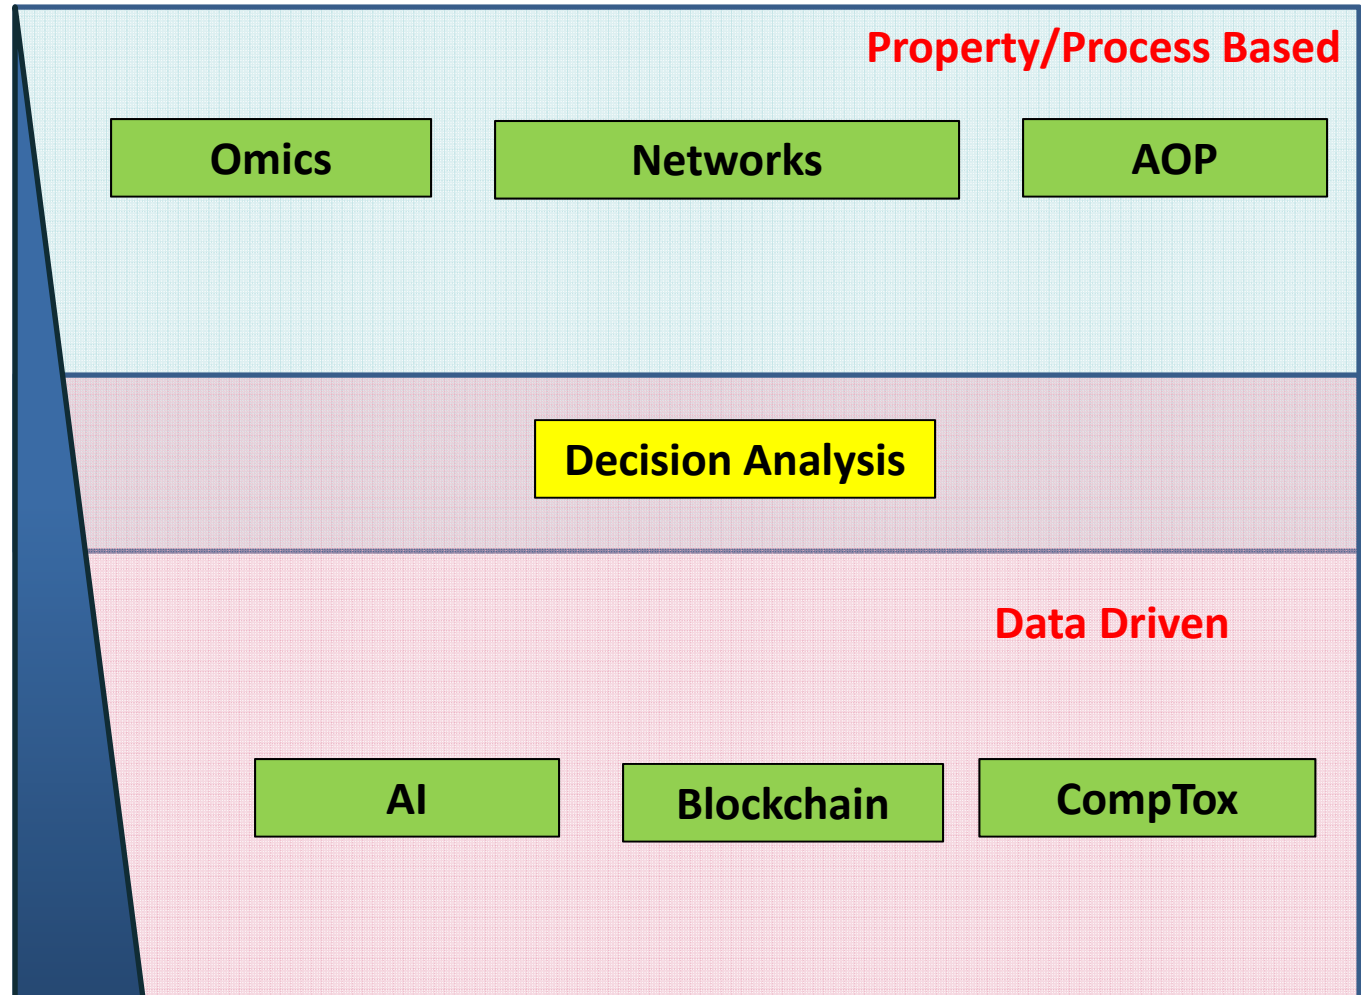 Property/Process Based
Omics
Networks
AOP
Decision Analysis
Data Driven
AI
Blockchain
CompTox